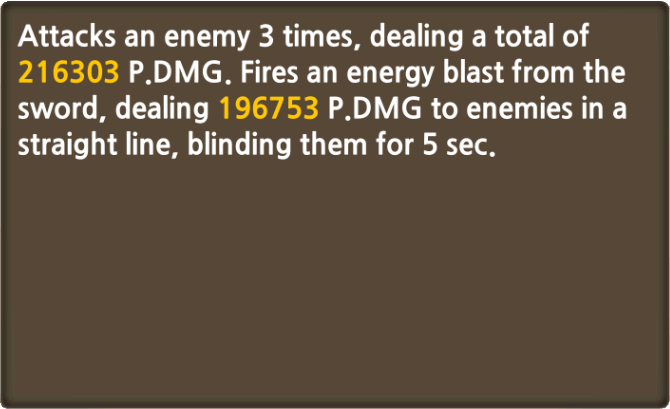 Attacks an enemy 3 times, dealing a total of
216303 P.DMG. Fires an energy blast from the
sword, dealing 196753 P.DMG to enemies in a
straight line, blinding them for 5 sec.